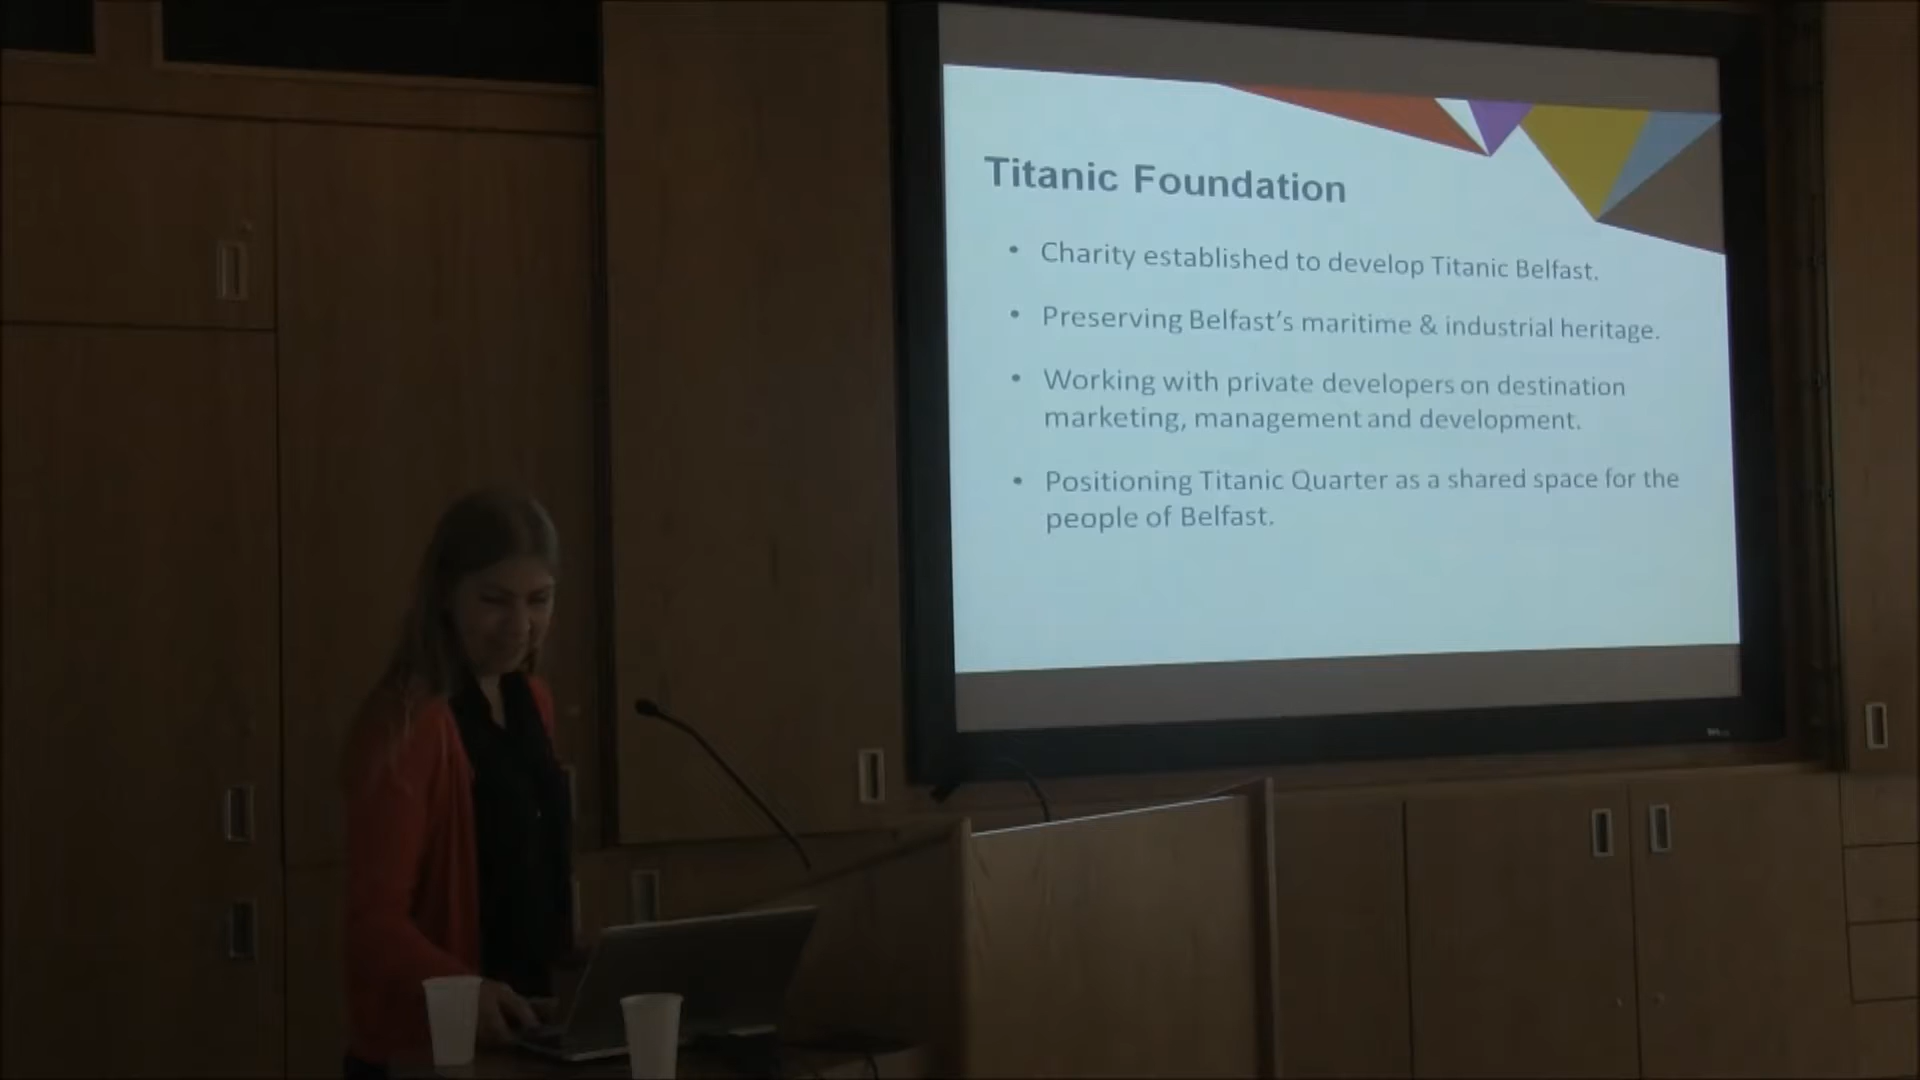 Titanic Foundation
• Charity established to develop Titanic Belfast.
• Preserving Belfast's maritime & industrial heritage.
• Working with private developers on destination
marketing, management and development.
• Positioning Titanic Quarter as a shared space for the
people of Belfast.